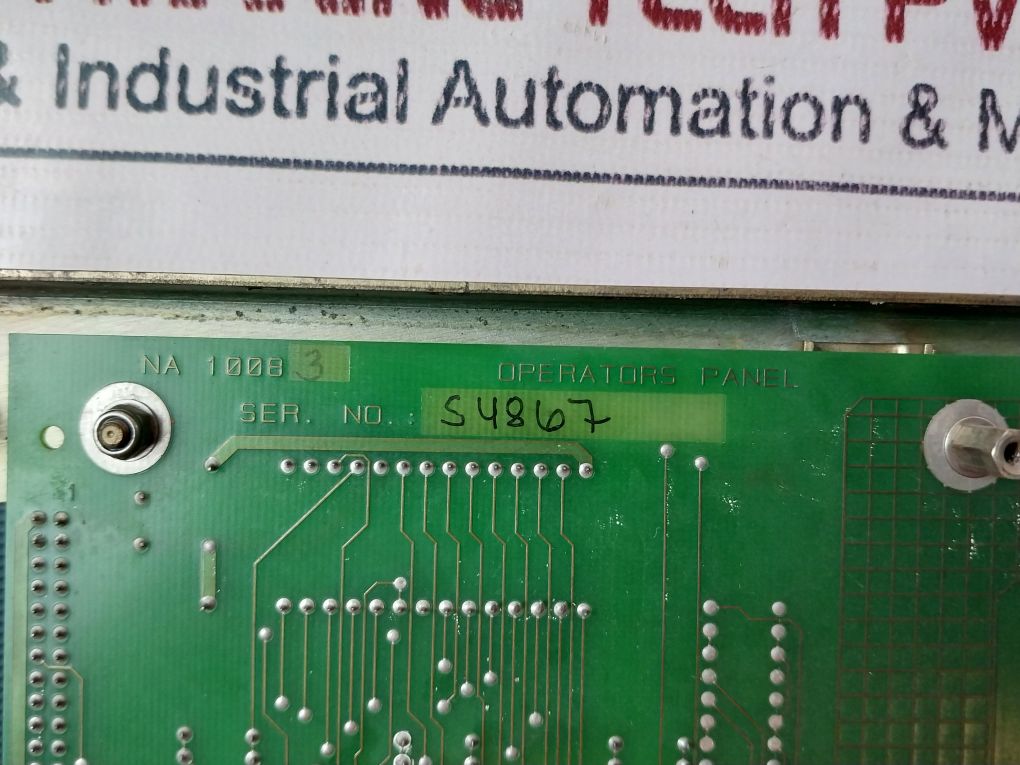 & Industrial Automation & M
NA 1008 3
OPERATORS PANEL
SER. NO.: S4867